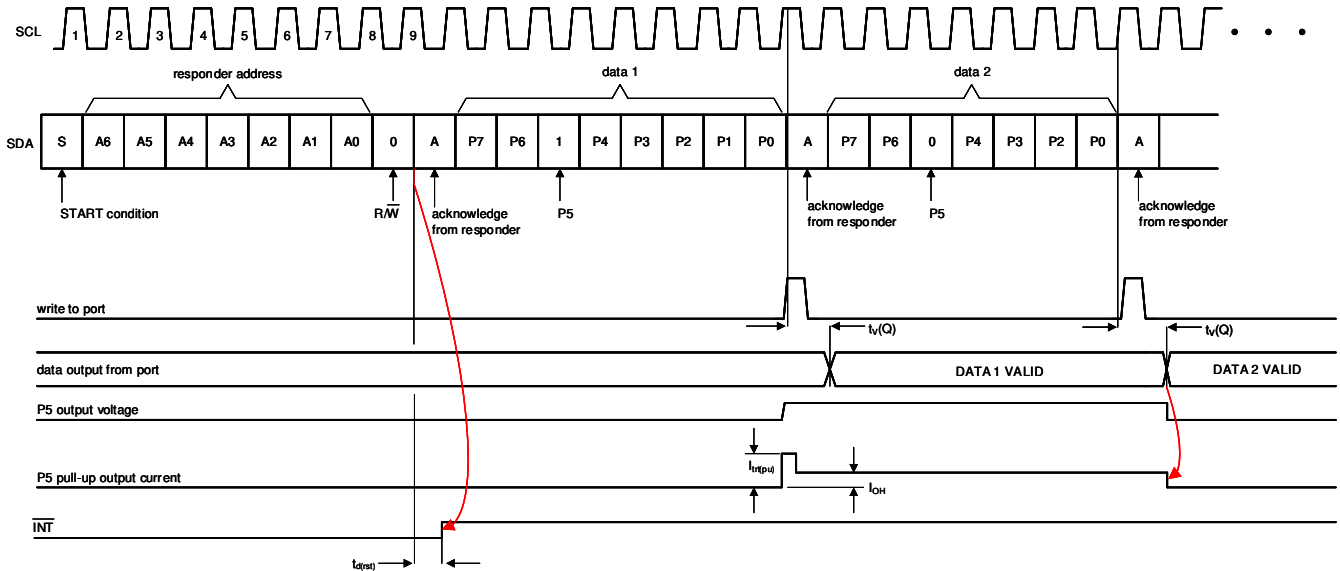 SCL 1 2 3 4 5 6 7 8 9 • • •
responder address data 1 data 2
SDA S A6 A5 A4 A3 A2 A1 A0 0 A P7 P6 1 P4 P3 P2 P1 P0 A P7 P6 0 P4 P3 P2 P0 A
START condition R/W̅ acknowledge from responder P5 acknowledge from responder P5 acknowledge from responder
write to port
tv(Q) tv(Q)
data output from port DATA 1 VALID DATA 2 VALID
P5 output voltage
Itrt(pu)
P5 pull-up output current
IOH
I̅N̅T̅
td(rst)